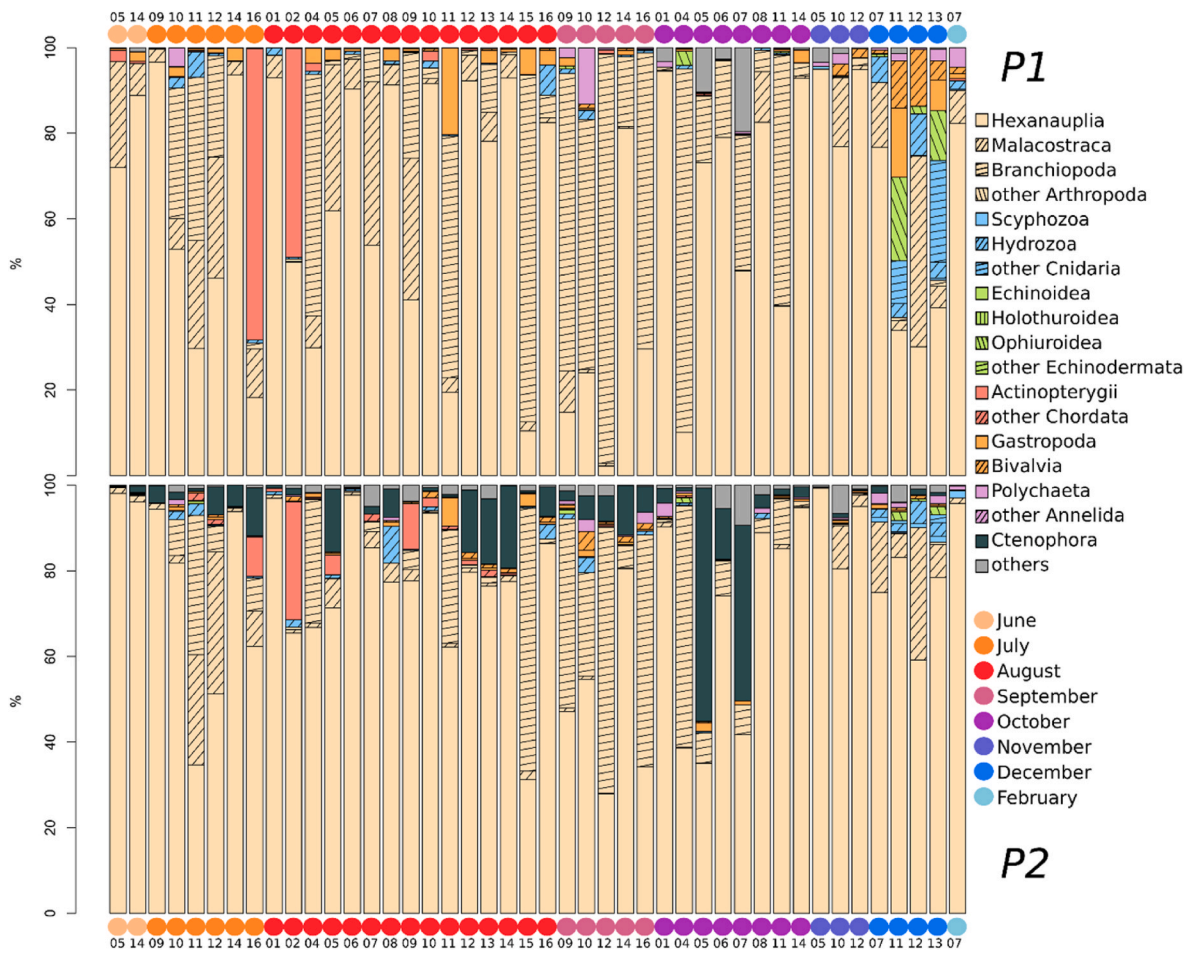 05 14 09 10 11 12 14 16 01 02 04 05 06 07 08 09 10 11 12 13 14 15 16 09 10 12 14 16 01 04 05 06 07 08 11 14 05 10 12 07 11 12 13 07
P1
100
80
60
40
20
%
Hexanauplia
Malacostraca
Branchiopoda
other Arthropoda
Scyphozoa
Hydrozoa
other Cnidaria
Echinoidea
Holothuroidea
Ophiuroidea
other Echinodermata
Actinopterygii
other Chordata
Gastropoda
Bivalvia
Polychaeta
other Annelida
Ctenophora
others
100
80
60
40
20
0
%
June
July
August
September
October
November
December
February
P2
05 14 09 10 11 12 14 16 01 02 04 05 06 07 08 09 10 11 12 13 14 15 16 09 10 12 14 16 01 04 05 06 07 08 11 14 05 10 12 07 11 12 13 07